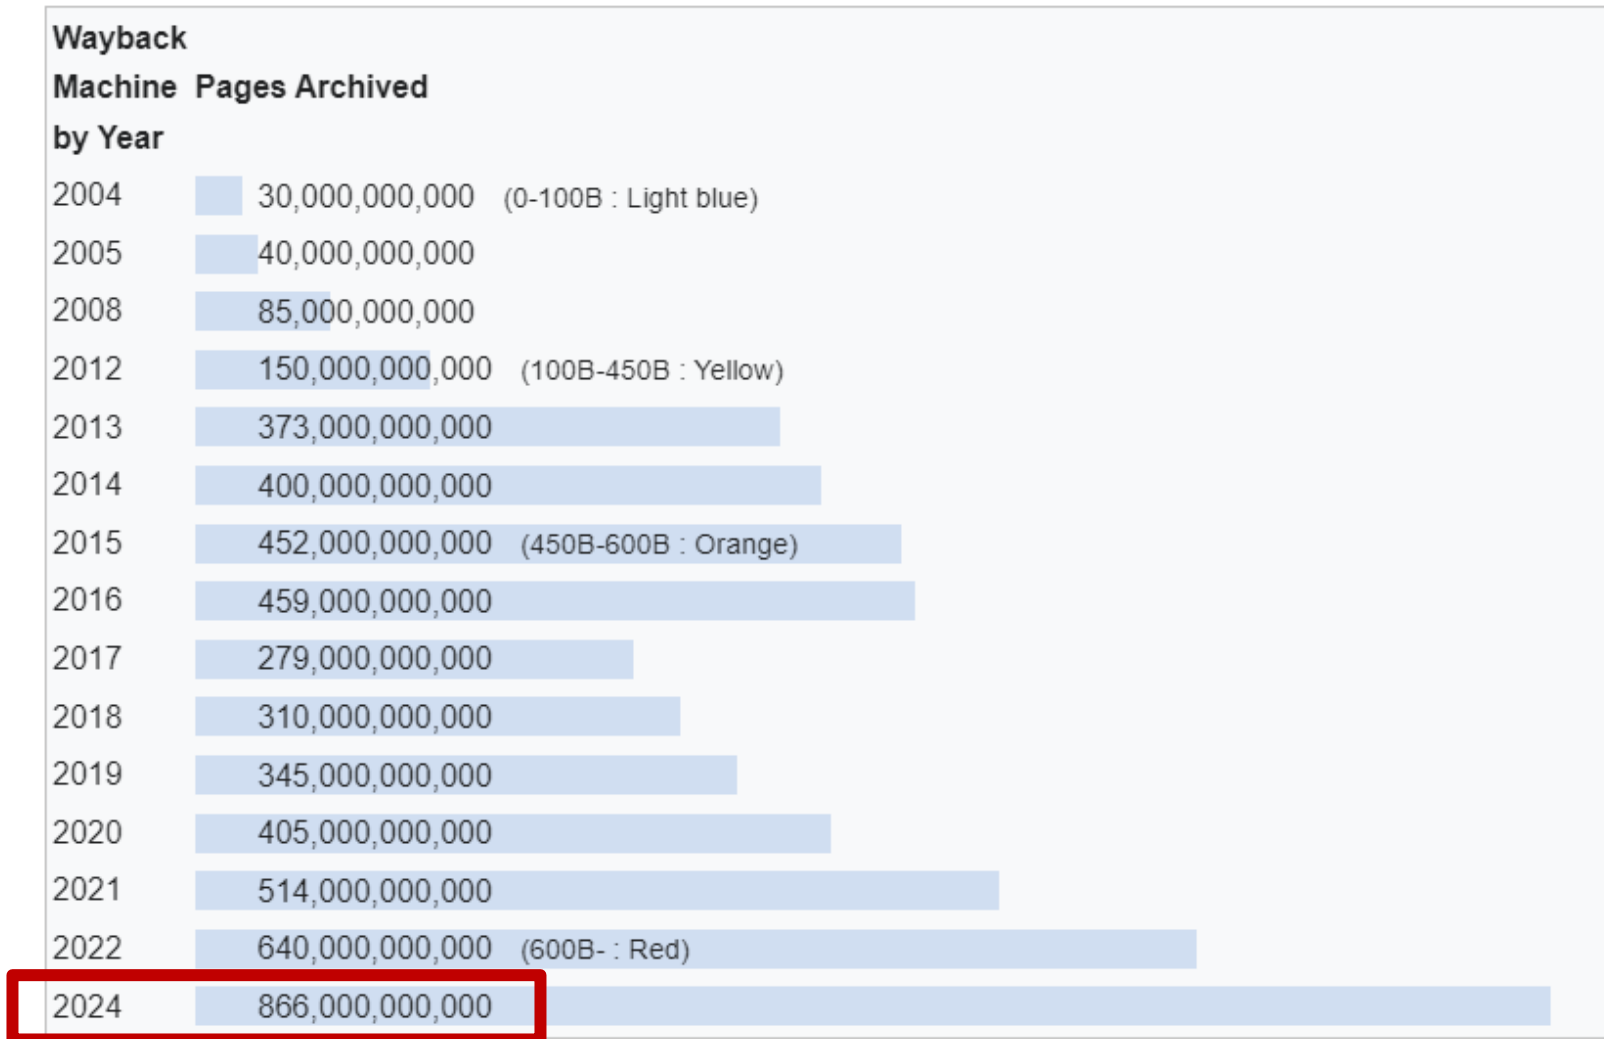 Wayback
Machine Pages Archived
by Year
2004 30,000,000,000 (0-100B : Light blue)
2005 40,000,000,000
2008 85,000,000,000
2012 150,000,000,000 (100B-450B : Yellow)
2013 373,000,000,000
2014 400,000,000,000
2015 452,000,000,000 (450B-600B : Orange)
2016 459,000,000,000
2017 279,000,000,000
2018 310,000,000,000
2019 345,000,000,000
2020 405,000,000,000
2021 514,000,000,000
2022 640,000,000,000 (600B- : Red)
2024 866,000,000,000